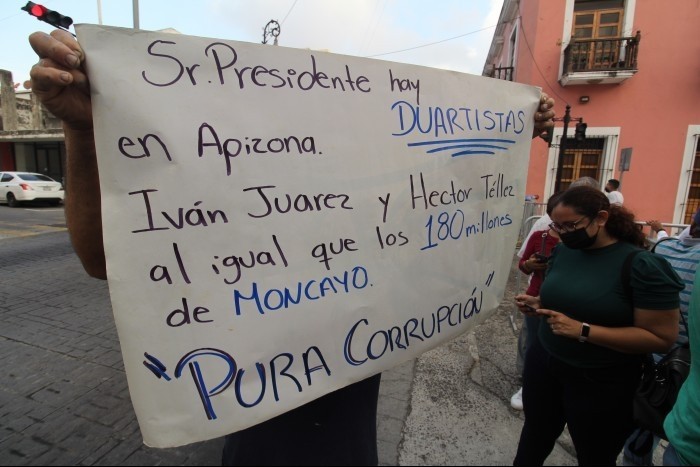 Sr. Presidente hay
DUARTISTAS
en Apizona.
Iván Juarez y Hector Téllez
al igual que los 180 millones
de MONCAYO.
"PURA CORRUPCIÓN"